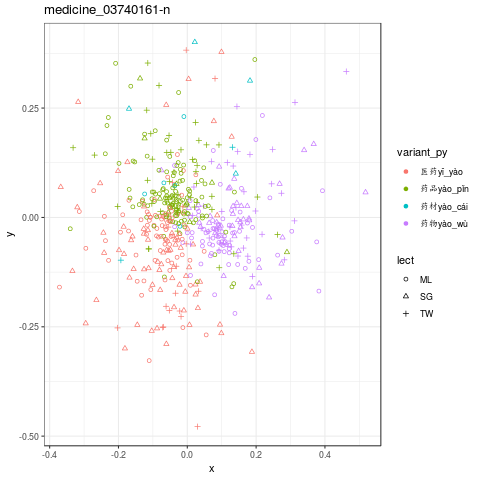 medicine_03740161-n
0.25
0.00
-0.25
-0.50
-0.4
-0.2
0.0
0.2
0.4
x
y
variant_py
医药yī_yào
药品yào_pǐn
药材yào_cái
药物yào_wù
lect
ML
SG
TW